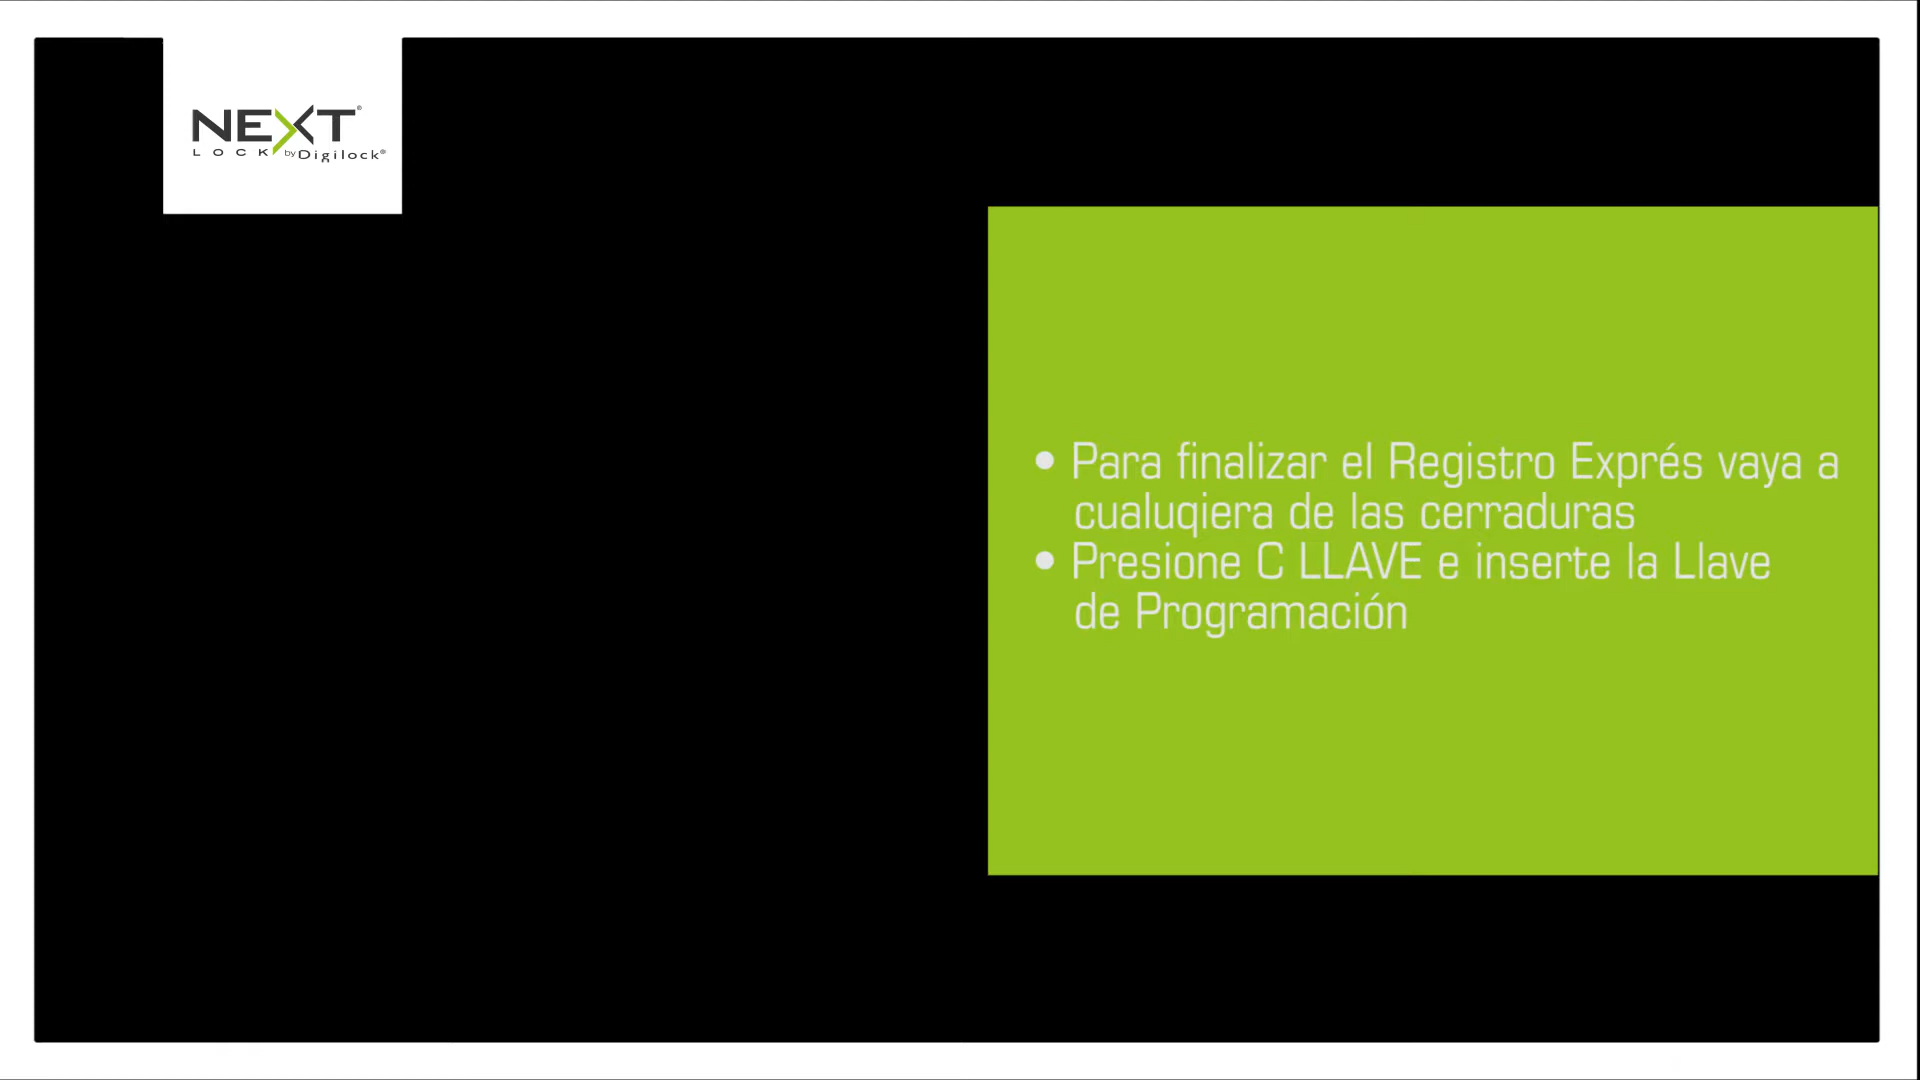 NEXT®
LOCK by Digilock®
• Para finalizar el Registro Exprés vaya a
cualuqiera de las cerraduras
• Presione C LLAVE e inserte la Llave
de Programación